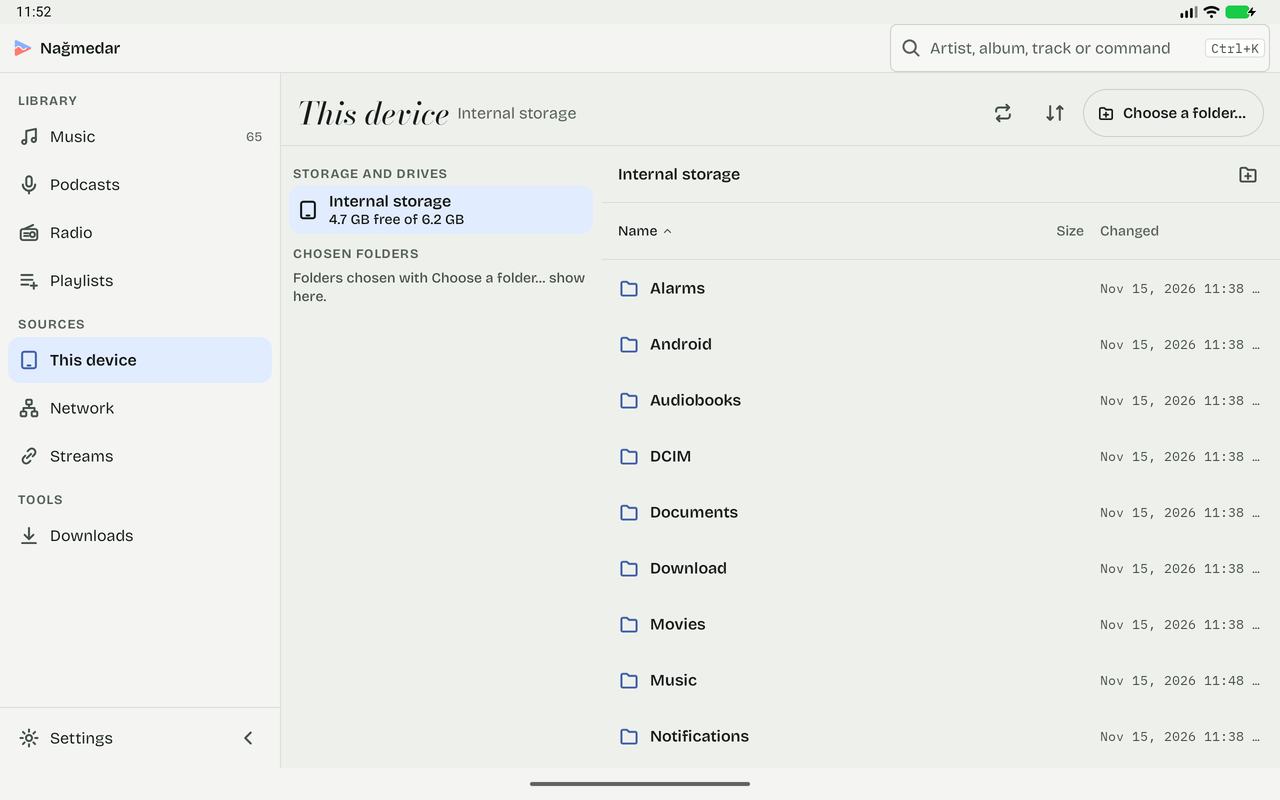 11:52
Nağmedar
Artist, album, track or command
Ctrl+K
LIBRARY
Music
65
Podcasts
Radio
Playlists
SOURCES
This device
Network
Streams
TOOLS
Downloads
Settings
This device
Internal storage
Choose a folder...
STORAGE AND DRIVES
Internal storage
4.7 GB free of 6.2 GB
CHOSEN FOLDERS
Folders chosen with Choose a folder... show
here.
Internal storage
Name
Size
Changed
Alarms
Nov 15, 2026 11:38 …
Android
Nov 15, 2026 11:38 …
Audiobooks
Nov 15, 2026 11:38 …
DCIM
Nov 15, 2026 11:38 …
Documents
Nov 15, 2026 11:38 …
Download
Nov 15, 2026 11:38 …
Movies
Nov 15, 2026 11:38 …
Music
Nov 15, 2026 11:48 …
Notifications
Nov 15, 2026 11:38 …